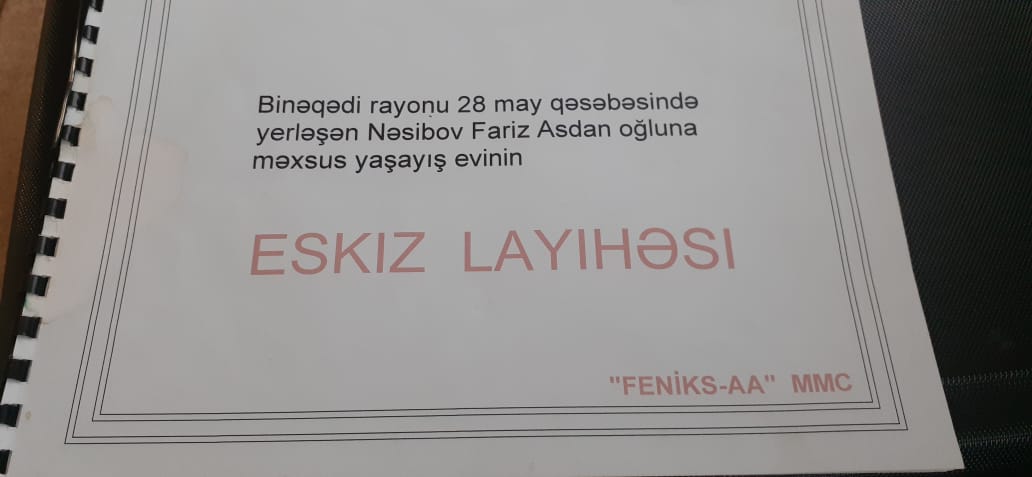 Binəqədi rayonu 28 may qəsəbəsində
yerləşən Nəsibov Fariz Asdan oğluna
məxsus yaşayış evinin
ESKIZ LAYIHƏSI
"FENİKS-AA" MMC